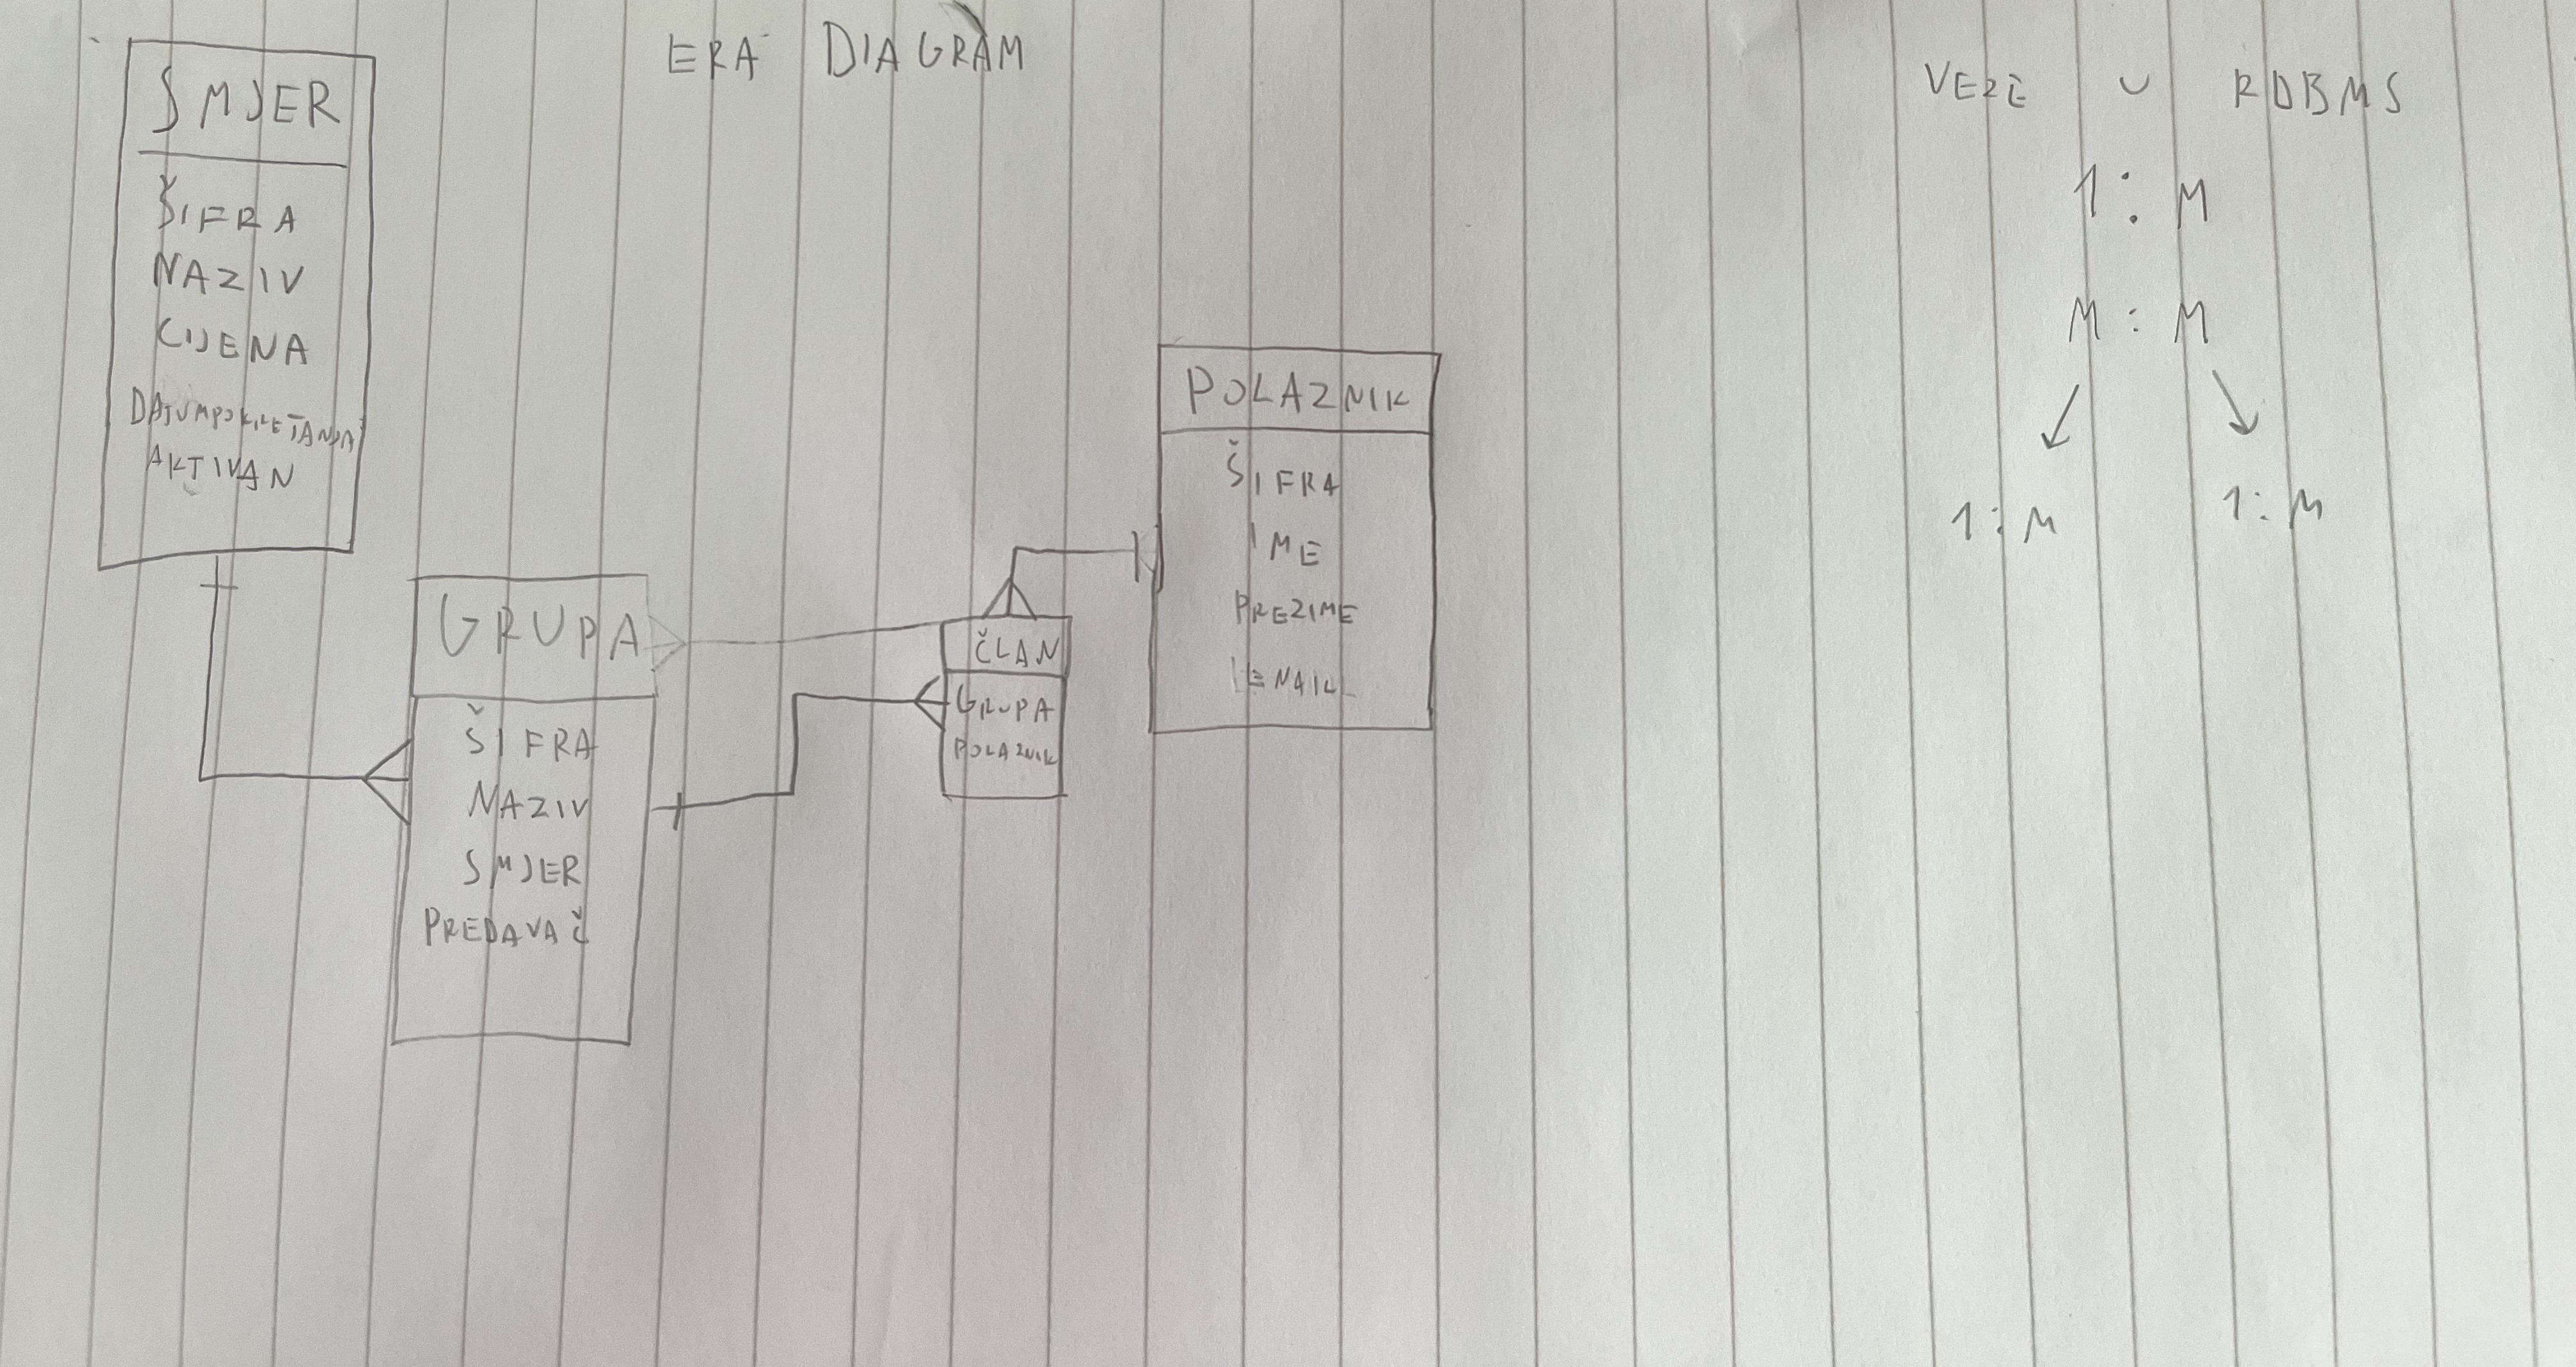 ERA DIAGRAM
SMJER
ŠIFRA
NAZIV
CIJENA
DATUMPOKRETANJA
AKTIVAN
GRUPA
ŠIFRA
NAZIV
SMJER
PREDAVAČ
ČLAN
GRUPA
POLAZNIK
POLAZNIK
ŠIFRA
IME
PREZIME
EMAIL
VEZE U RDBMS
1:M
M:M
1:M 1:M